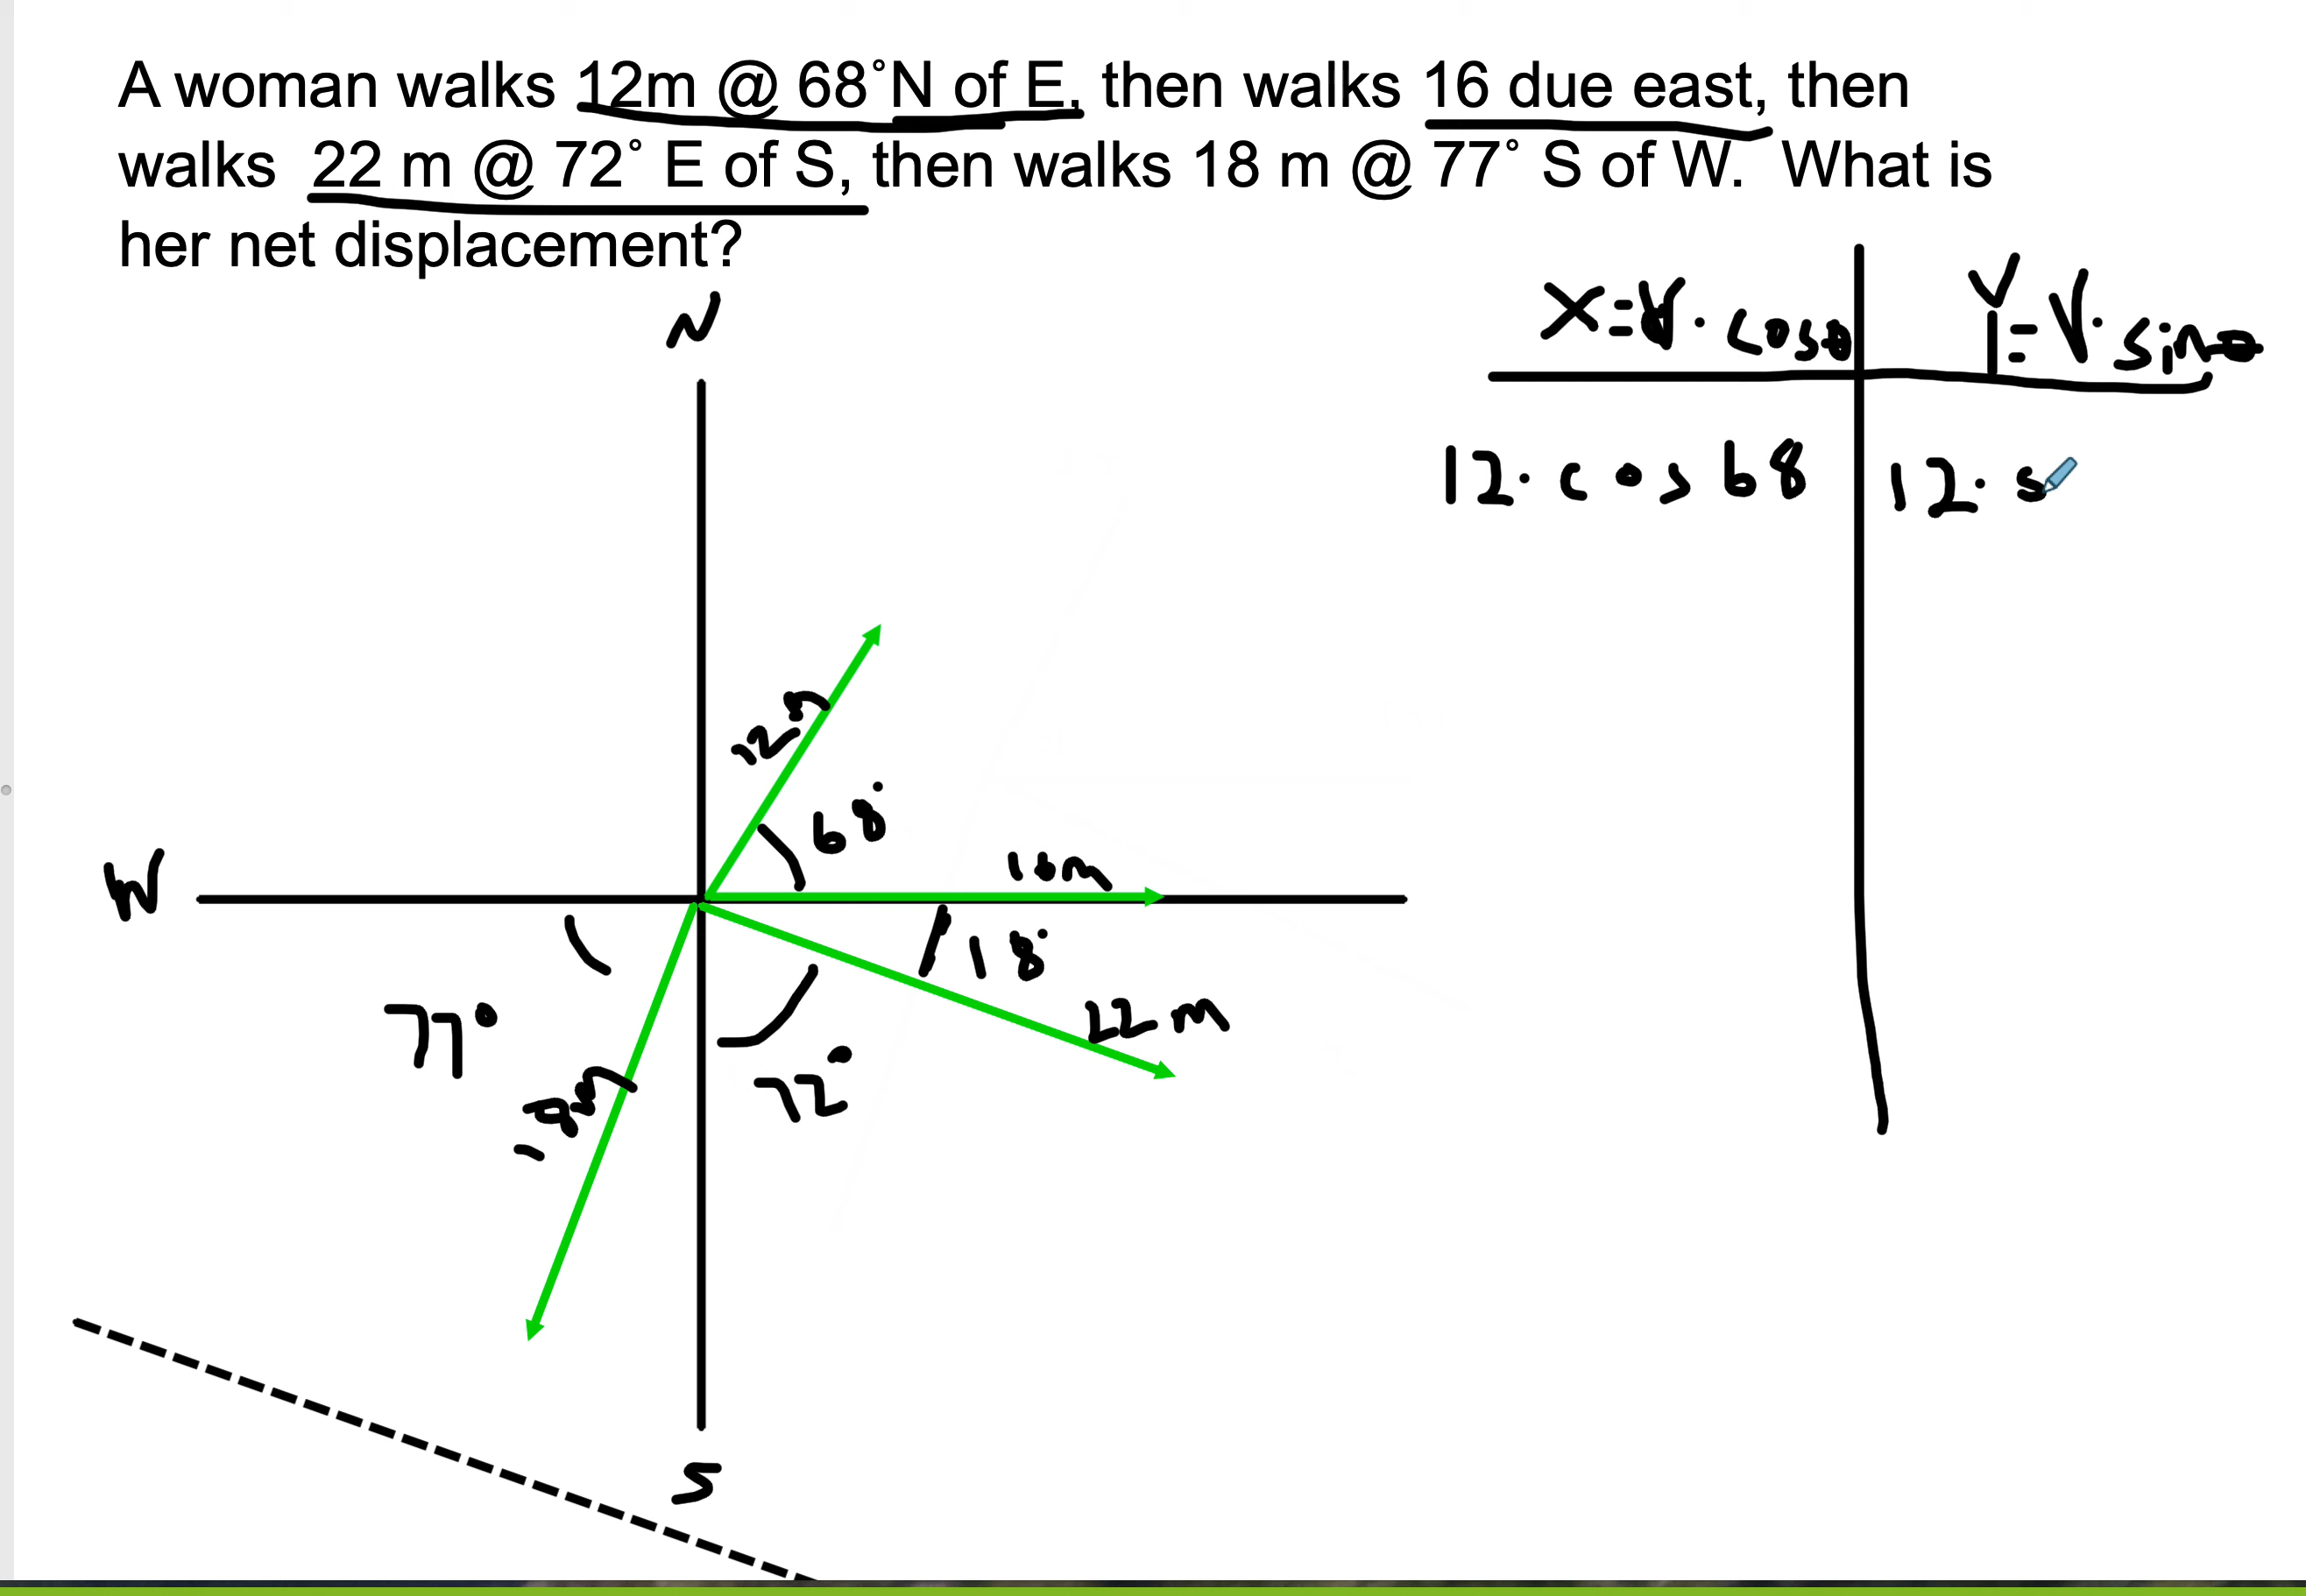 A woman walks 12m @ 68°N of E, then walks 16 due east, then
walks 22 m @ 72° E of S, then walks 18 m @ 77° S of W. What is
her net displacement?
N
X=V·cosθ
Y=V·sinθ
12·cos68
12·s
12m
68°
W
16m
18°
22m
77°
72°
18m
S